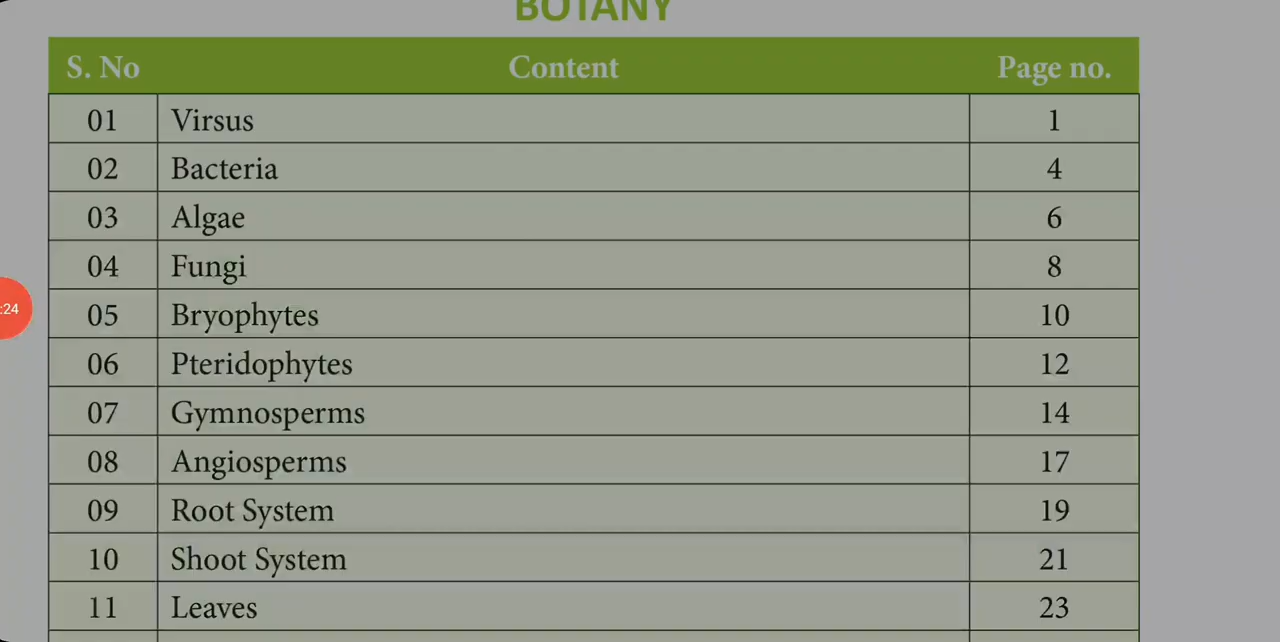 BOTANY
S. No Content Page no.
01 Virsus 1
02 Bacteria 4
03 Algae 6
04 Fungi 8
05 Bryophytes 10
06 Pteridophytes 12
07 Gymnosperms 14
08 Angiosperms 17
09 Root System 19
10 Shoot System 21
11 Leaves 23
:24